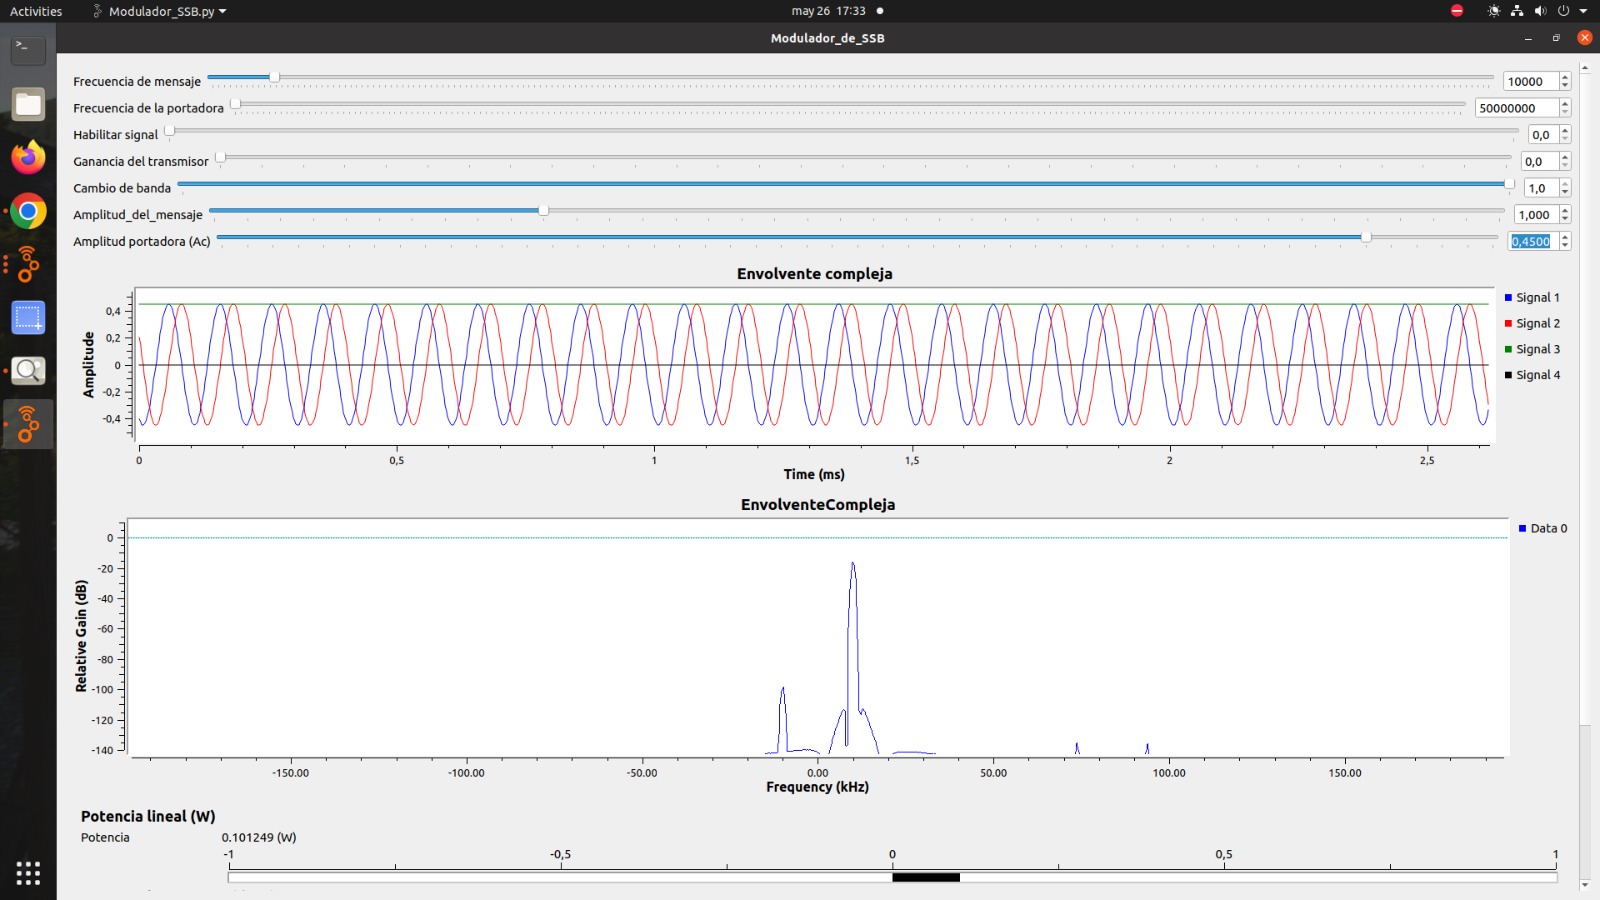 Activities Modulador_SSB.py may 26 17:33
Modulador_de_SSB
Frecuencia de mensaje 10000
Frecuencia de la portadora 50000000
Habilitar signal 0,0
Ganancia del transmisor 0,0
Cambio de banda 1,0
Amplitud_del_mensaje 1,000
Amplitud portadora (Ac) 0,4500
Envolvente compleja
Amplitude
0,4
0,2
0
-0,2
-0,4
0 0,5 1 1,5 2 2,5
Time (ms)
Signal 1
Signal 2
Signal 3
Signal 4
EnvolventeCompleja
Relative Gain (dB)
0
-20
-40
-60
-80
-100
-120
-140
-150.00 -100.00 -50.00 0.00 50.00 100.00 150.00
Frequency (kHz)
Data 0
Potencia lineal (W)
Potencia 0.101249 (W)
-1 -0,5 0 0,5 1